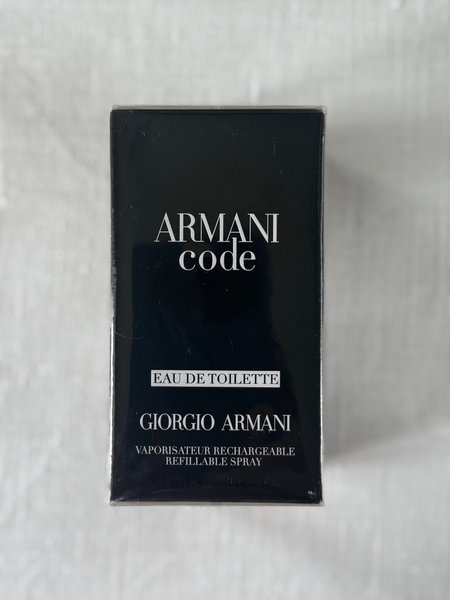 ARMANI
code
EAU DE TOILETTE
GIORGIO ARMANI
VAPORISATEUR RECHARGEABLE
REFILLABLE SPRAY